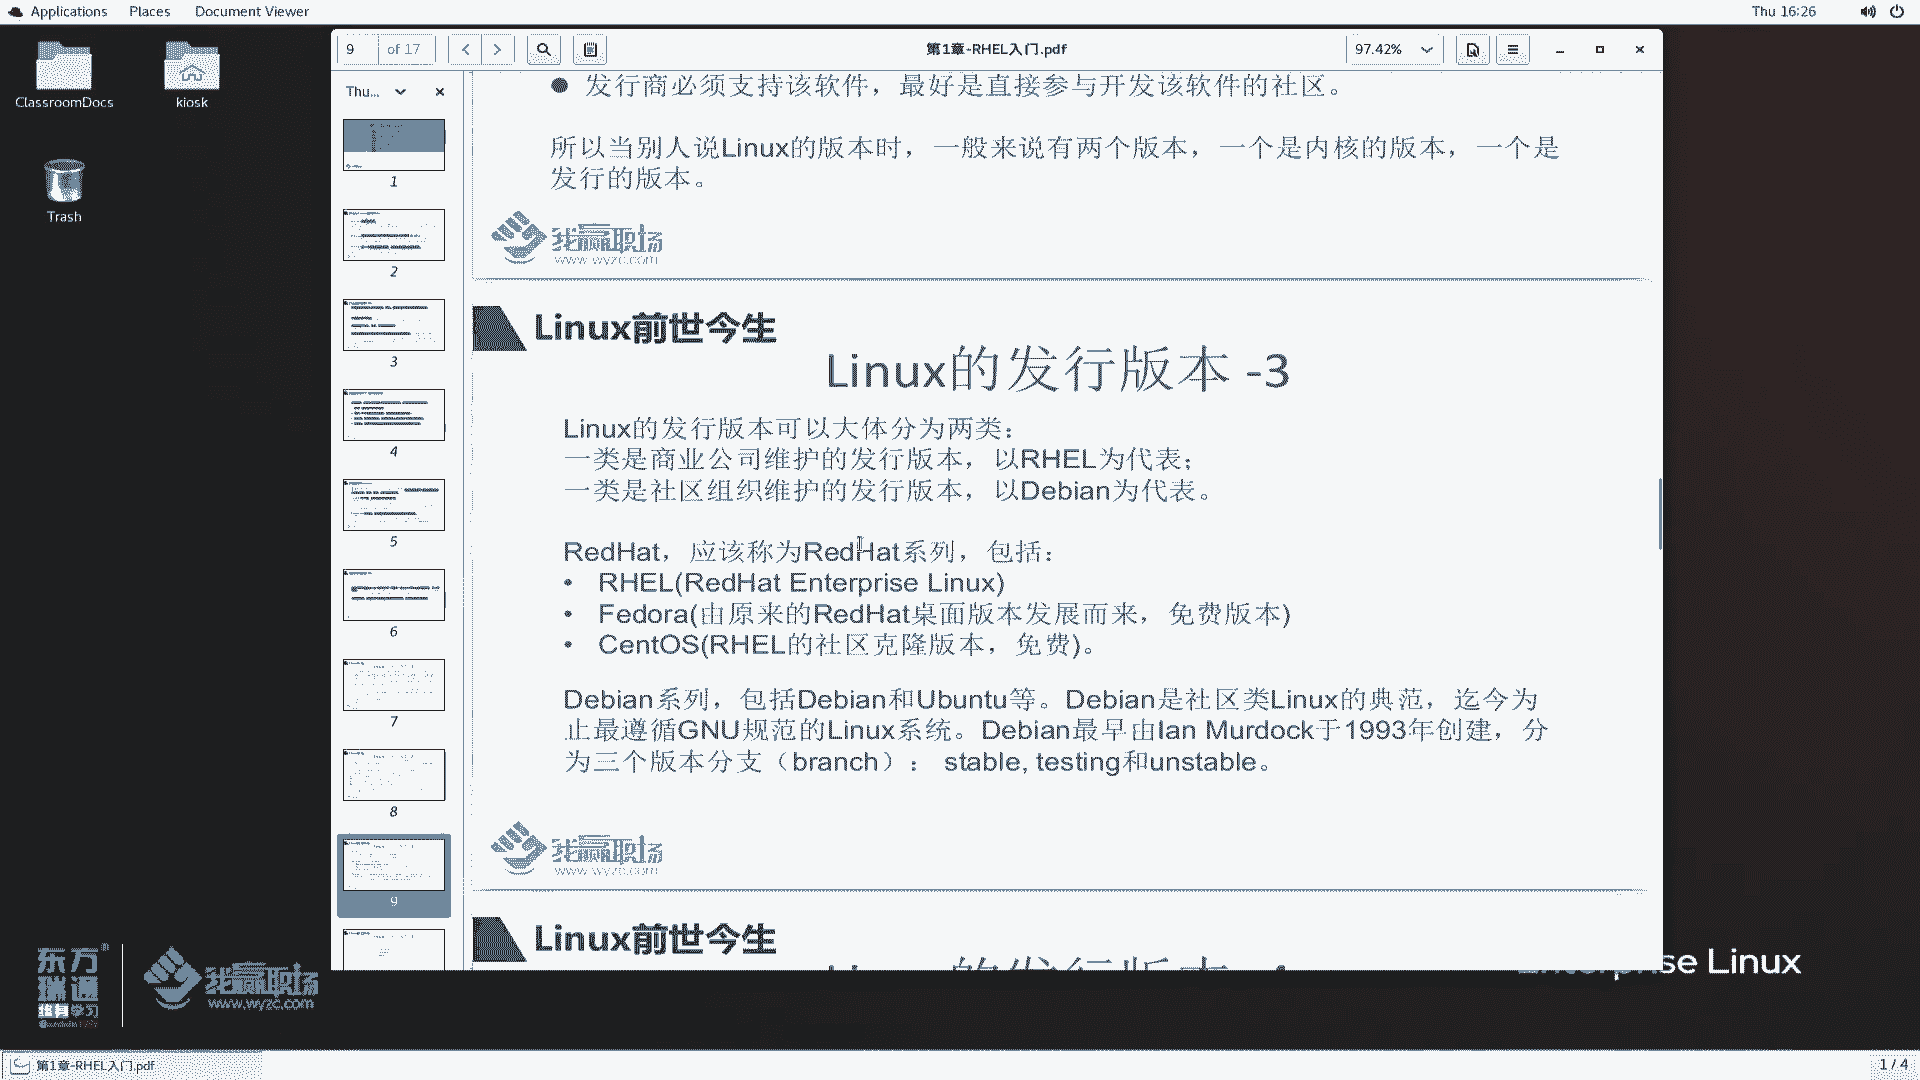 Applications Places Document Viewer Thu 16:26
ClassroomDocs
kiosk
Trash
9 of 17
第1章-RHEL入门.pdf
97.42%
Thu...
1
2
3
4
5
6
7
8
9
● 发行商必须支持该软件，最好是直接参与开发该软件的社区。
所以当别人说Linux的版本时，一般来说有两个版本，一个是内核的版本，一个是
发行的版本。
我赢职场
www.wyzc.com
Linux前世今生
Linux的发行版本 -3
Linux的发行版本可以大体分为两类：
一类是商业公司维护的发行版本，以RHEL为代表；
一类是社区组织维护的发行版本，以Debian为代表。
RedHat，应该称为RedHat系列，包括：
• RHEL(RedHat Enterprise Linux)
• Fedora(由原来的RedHat桌面版本发展而来，免费版本)
• CentOS(RHEL的社区克隆版本，免费)。
Debian系列，包括Debian和Ubuntu等。Debian是社区类Linux的典范，迄今为
止最遵循GNU规范的Linux系统。Debian最早由Ian Murdock于1993年创建，分
为三个版本分支（branch）： stable, testing和unstable。
我赢职场
www.wyzc.com
Linux前世今生
Enterprise Linux
东方
瑞通
终身学习
我赢职场
www.wyzc.com
第1章-RHEL入门.pdf
1 / 4